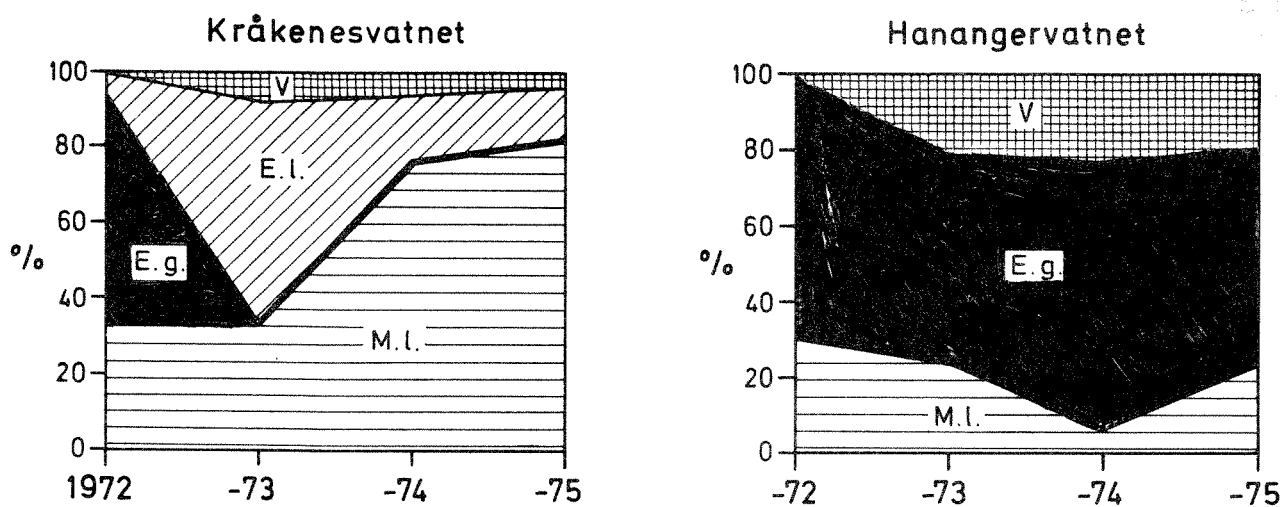 Kråkenesvatnet
100
80
60
40
20
0
%
V
E.l.
E.g.
M.l.
1972 -73 -74 -75
Hanangervatnet
100
80
60
40
20
0
%
V
E.g.
M.l.
-72 -73 -74 -75